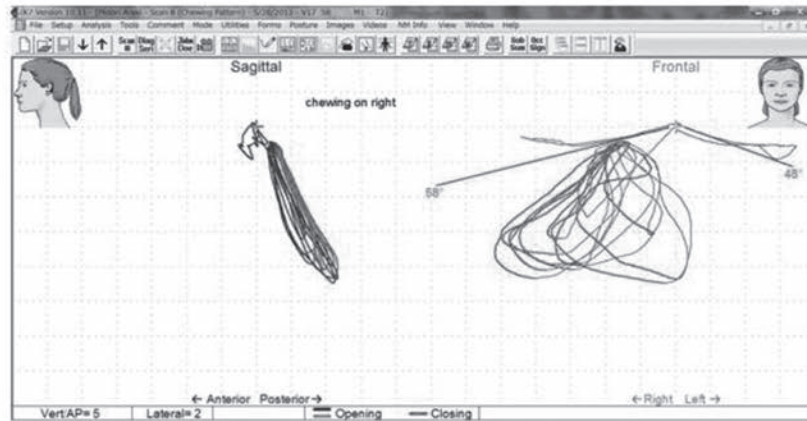 File Setup Analysis Tools Comment Mode Utilities Forms Posture Images Videos NM Info View Window Help
Sagittal
Frontal
chewing on right
58°
48°
← Anterior Posterior→
←Right Left →
Vert/AP= 5
Lateral= 2
Opening
Closing